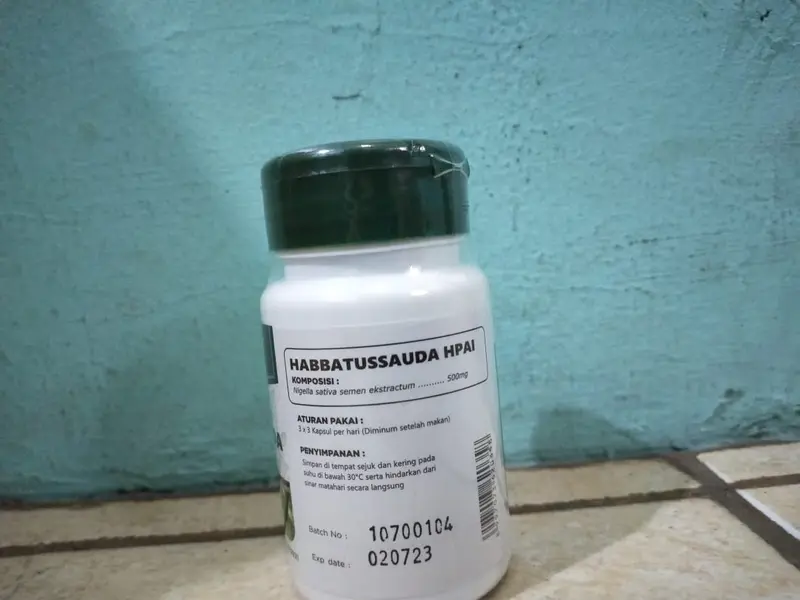 HABBATUSSAUDA HPAI
KOMPOSISI :
Nigella sativa semen ekstractum .......... 500mg
ATURAN PAKAI :
3 x 3 Kapsul per hari (Diminum setelah makan)
PENYIMPANAN :
Simpan di tempat sejuk dan kering pada
suhu di bawah 30°C serta hindarkan dari
sinar matahari secara langsung
Batch No : 10700104
Exp date : 020723